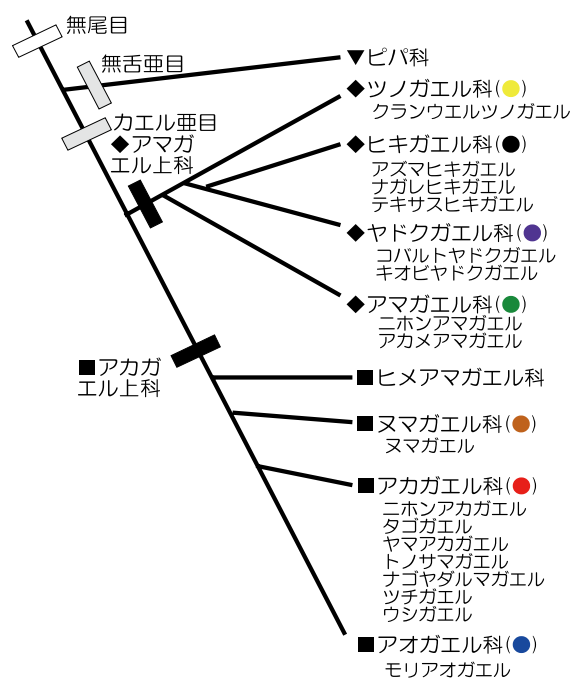 無尾目
無舌亜目
▼ピパ科
◆ツノガエル科(●)
クランウエルツノガエル
カエル亜目
◆アマガ
エル上科
◆ヒキガエル科(●)
アズマヒキガエル
ナガレヒキガエル
テキサスヒキガエル
◆ヤドクガエル科(●)
コバルトヤドクガエル
キオビヤドクガエル
◆アマガエル科(●)
ニホンアマガエル
アカメアマガエル
■アカガ
エル上科
■ヒメアマガエル科
■ヌマガエル科(●)
ヌマガエル
■アカガエル科(●)
ニホンアカガエル
タゴガエル
ヤマアカガエル
トノサマガエル
ナゴヤダルマガエル
ツチガエル
ウシガエル
■アオガエル科(●)
モリアオガエル